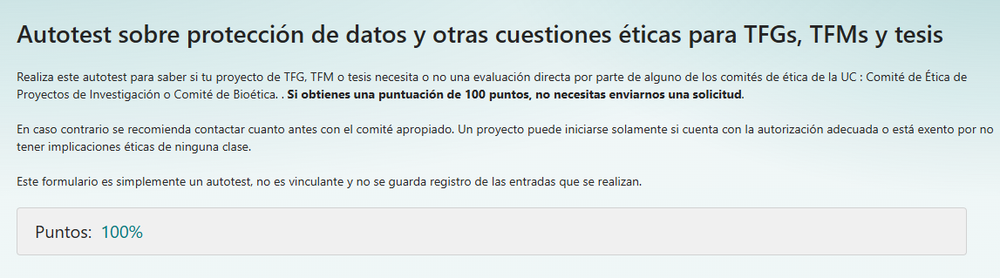 Autotest sobre protección de datos y otras cuestiones éticas para TFGs, TFMs y tesis
Realiza este autotest para saber si tu proyecto de TFG, TFM o tesis necesita o no una evaluación directa por parte de alguno de los comités de ética de la UC : Comité de Ética de
Proyectos de Investigación o Comité de Bioética. . Si obtienes una puntuación de 100 puntos, no necesitas enviarnos una solicitud.
En caso contrario se recomienda contactar cuanto antes con el comité apropiado. Un proyecto puede iniciarse solamente si cuenta con la autorización adecuada o está exento por no
tener implicaciones éticas de ninguna clase.
Este formulario es simplemente un autotest, no es vinculante y no se guarda registro de las entradas que se realizan.
Puntos: 100%